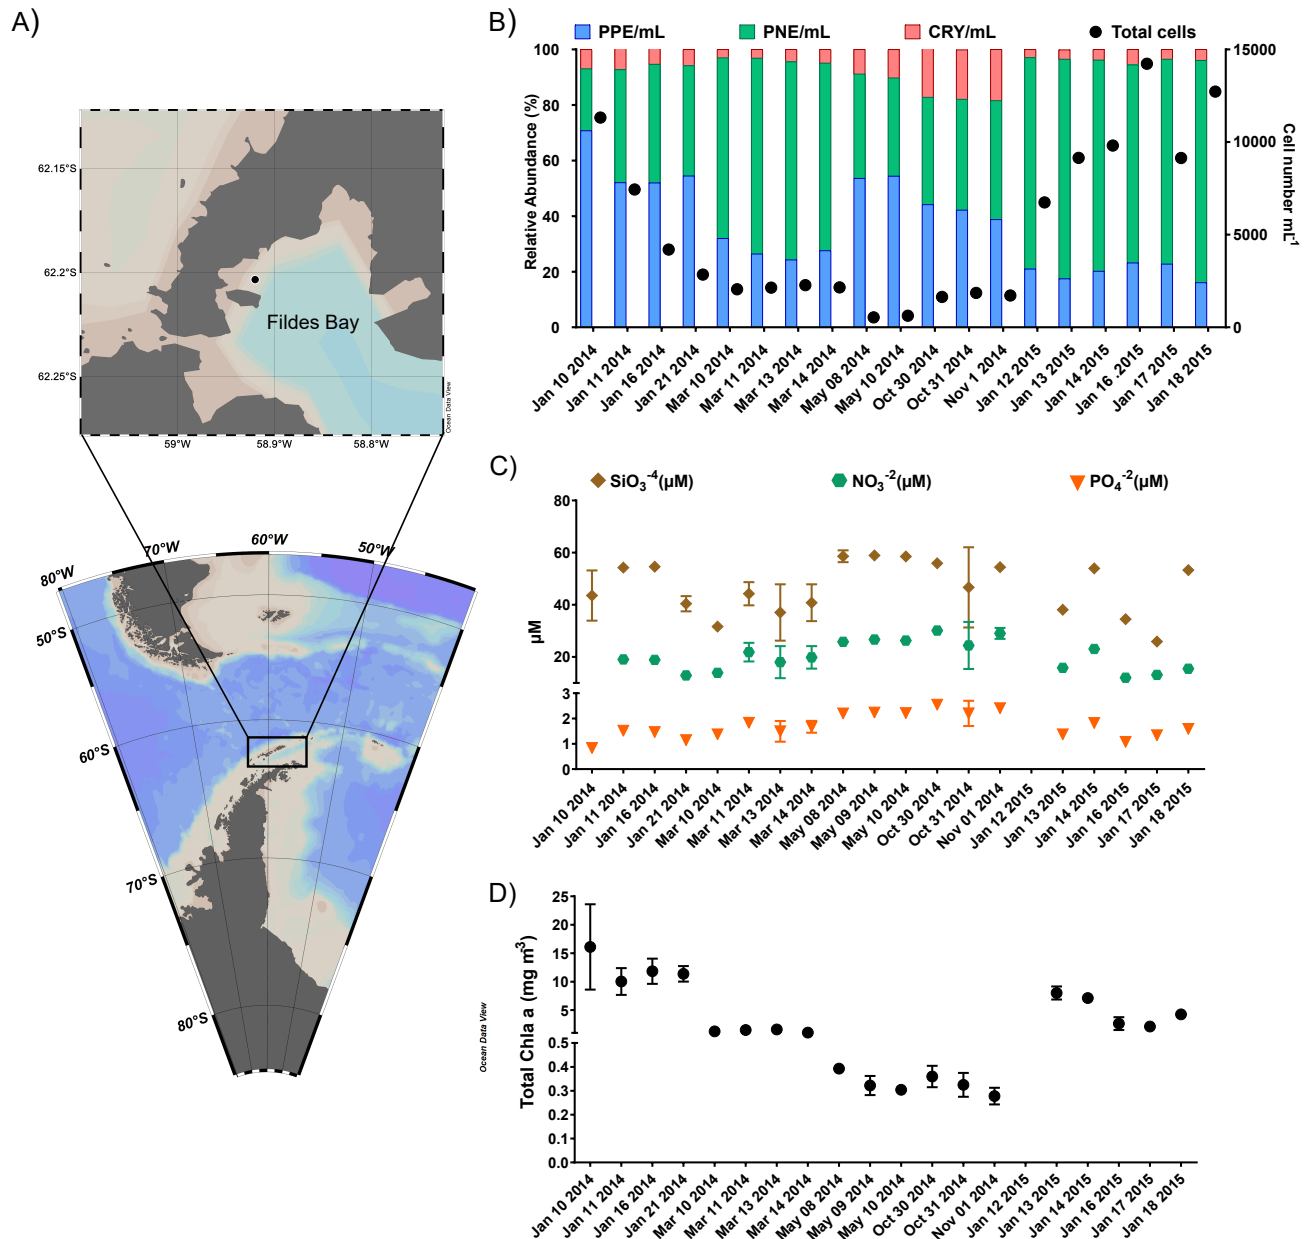 A)
62.15°S
62.2°S
62.25°S
Fildes Bay
59°W
58.9°W
58.8°W
Ocean Data View
80°W
70°W
60°W
50°W
50°S
60°S
70°S
80°S
Ocean Data View
B)
PPE/mL PNE/mL CRY/mL Total cells
Relative Abundance (%)
100
80
60
40
20
0
15000
10000
5000
0
Cell number mL-1
Jan 10 2014
Jan 11 2014
Jan 16 2014
Jan 21 2014
Mar 10 2014
Mar 11 2014
Mar 13 2014
Mar 14 2014
May 08 2014
May 10 2014
Oct 30 2014
Oct 31 2014
Nov 1 2014
Jan 12 2015
Jan 13 2015
Jan 14 2015
Jan 16 2015
Jan 17 2015
Jan 18 2015
C)
SiO3-4(µM) NO3-2(µM) PO4-2(µM)
µM
80
60
40
20
3
2
1
0
Jan 10 2014
Jan 11 2014
Jan 16 2014
Jan 21 2014
Mar 10 2014
Mar 11 2014
Mar 13 2014
Mar 14 2014
May 08 2014
May 09 2014
May 10 2014
Oct 30 2014
Oct 31 2014
Nov 01 2014
Jan 12 2015
Jan 13 2015
Jan 14 2015
Jan 16 2015
Jan 17 2015
Jan 18 2015
D)
Total Chla a (mg m-3)
25
20
15
10
5
0.5
0.4
0.3
0.2
0.1
0.0
Jan 10 2014
Jan 11 2014
Jan 16 2014
Jan 21 2014
Mar 10 2014
Mar 11 2014
Mar 13 2014
Mar 14 2014
May 08 2014
May 09 2014
May 10 2014
Oct 30 2014
Oct 31 2014
Nov 01 2014
Jan 12 2015
Jan 13 2015
Jan 14 2015
Jan 16 2015
Jan 17 2015
Jan 18 2015